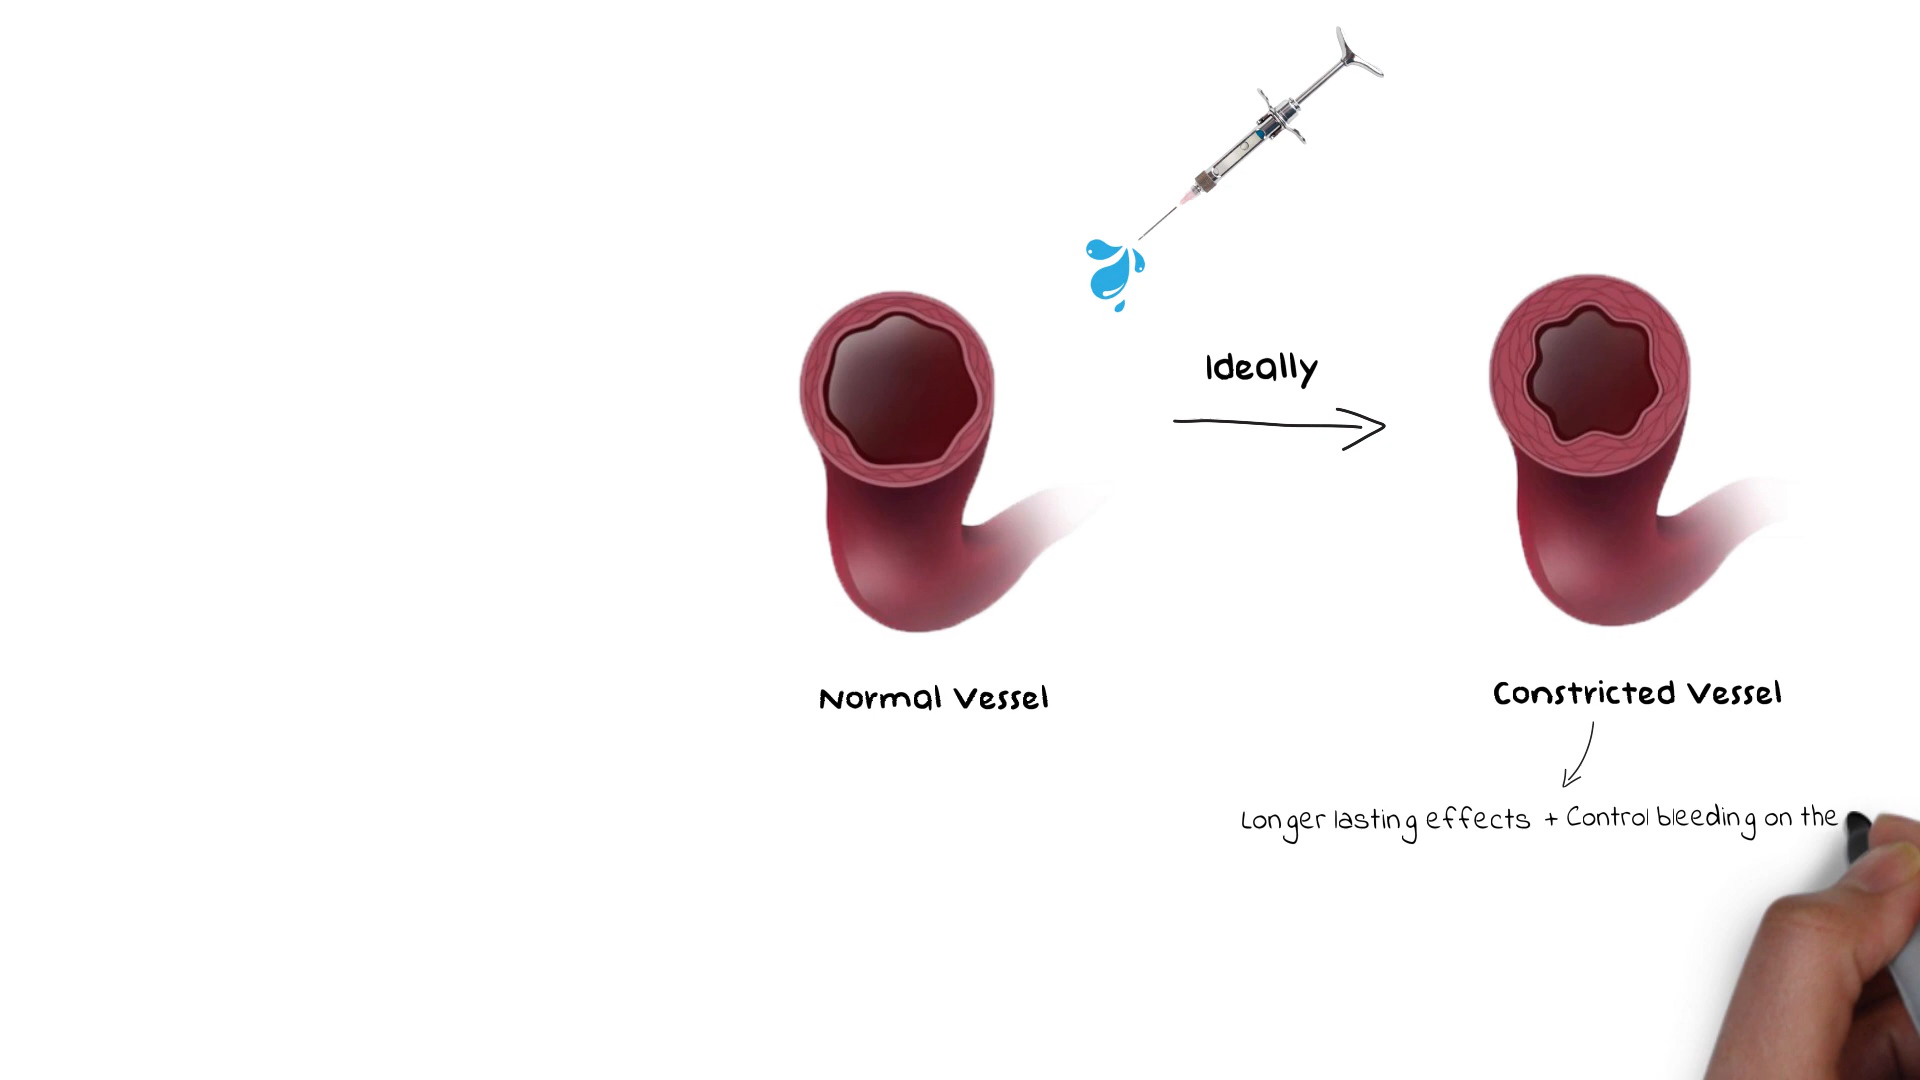 Ideally
Normal Vessel
Constricted Vessel
Longer lasting effects + Control bleeding on the